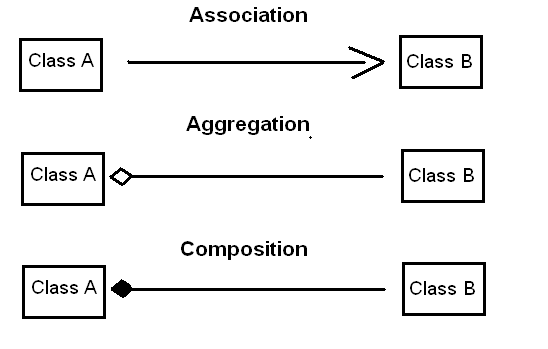 Association
Class A
Class B
Aggregation
Class A
Class B
Composition
Class A
Class B